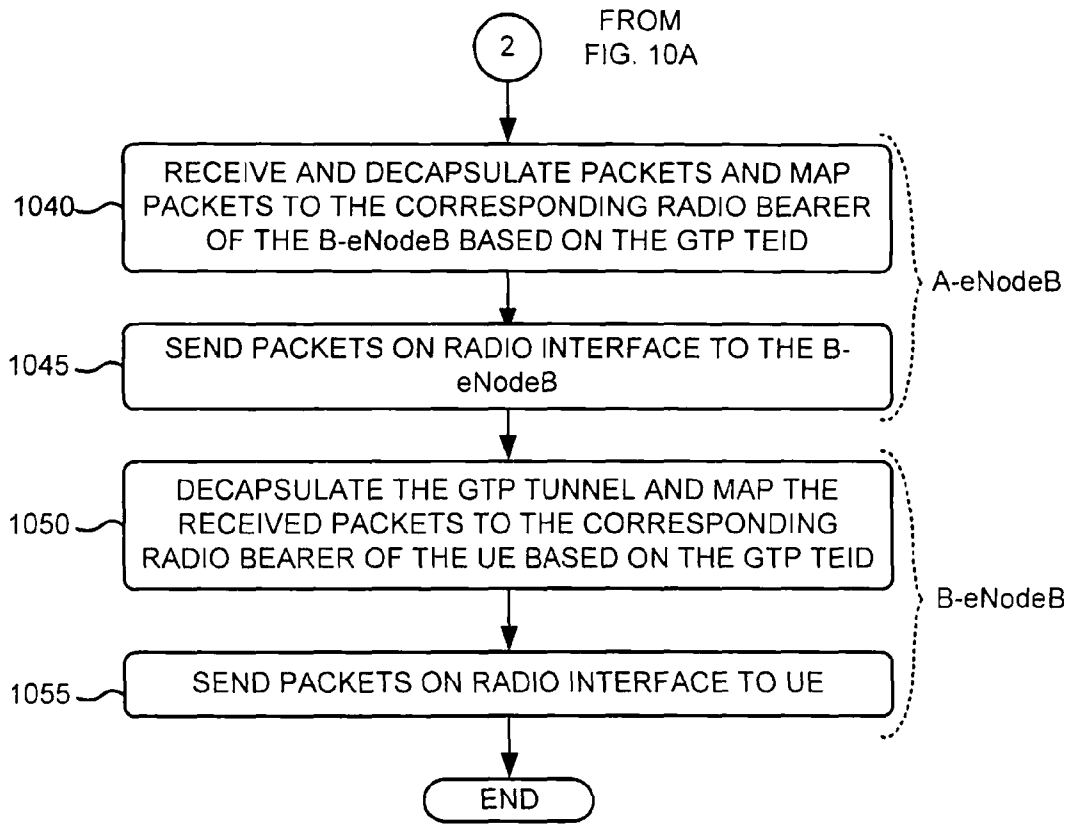 2
FROM
FIG. 10A
RECEIVE AND DECAPSULATE PACKETS AND MAP
PACKETS TO THE CORRESPONDING RADIO BEARER
OF THE B-eNodeB BASED ON THE GTP TEID
1040
A-eNodeB
SEND PACKETS ON RADIO INTERFACE TO THE B-
eNodeB
1045
DECAPSULATE THE GTP TUNNEL AND MAP THE
RECEIVED PACKETS TO THE CORRESPONDING
RADIO BEARER OF THE UE BASED ON THE GTP TEID
1050
B-eNodeB
SEND PACKETS ON RADIO INTERFACE TO UE
1055
END